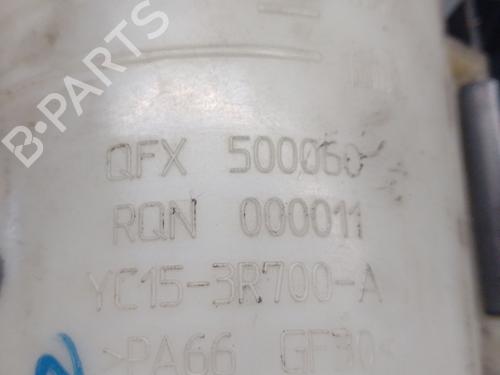 B-PARTS
QFX 500060
RQN 000011
YC15-3R700-A
>PA66 GF30<